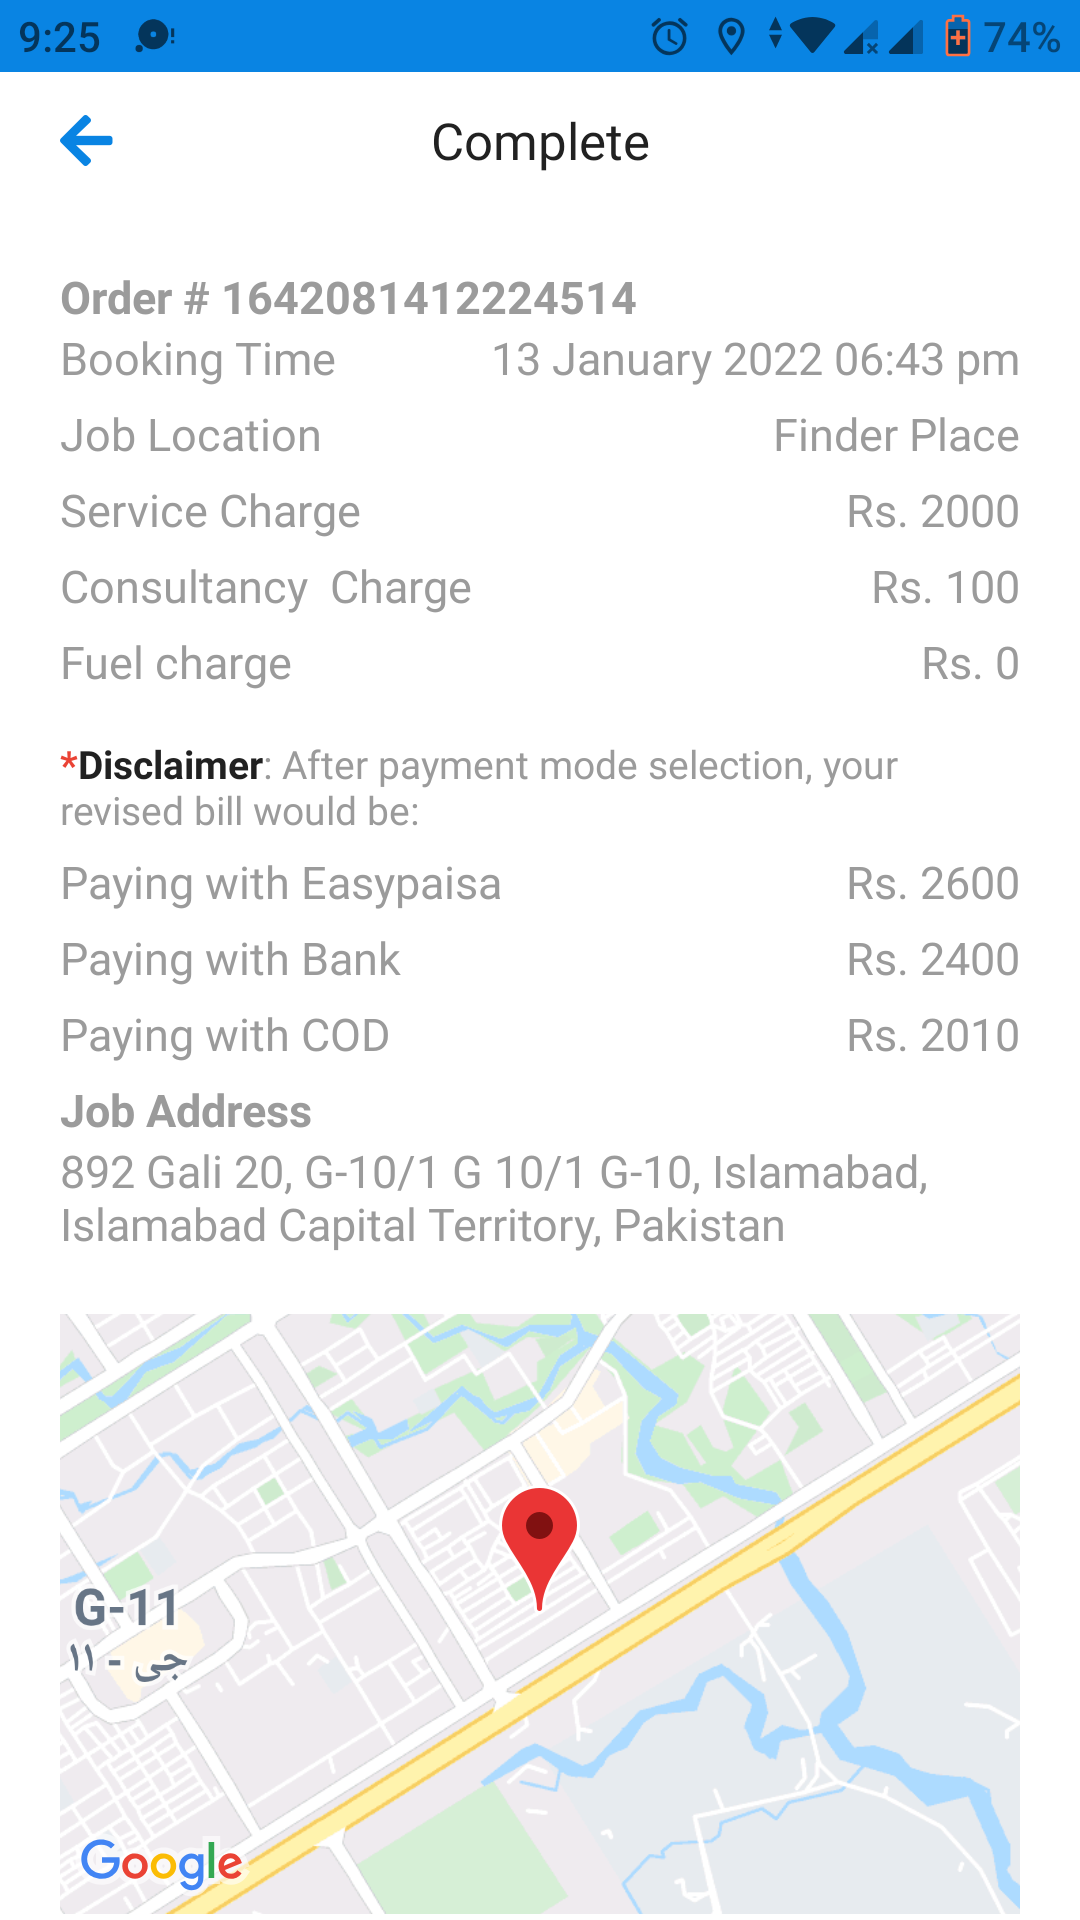 9:25
74%
Complete
Order # 1642081412224514
Booking Time 13 January 2022 06:43 pm
Job Location Finder Place
Service Charge Rs. 2000
Consultancy  Charge Rs. 100
Fuel charge Rs. 0
*Disclaimer: After payment mode selection, your
revised bill would be:
Paying with Easypaisa Rs. 2600
Paying with Bank Rs. 2400
Paying with COD Rs. 2010
Job Address
892 Gali 20, G-10/1 G 10/1 G-10, Islamabad,
Islamabad Capital Territory, Pakistan
G-11
جی - ۱۱
Google